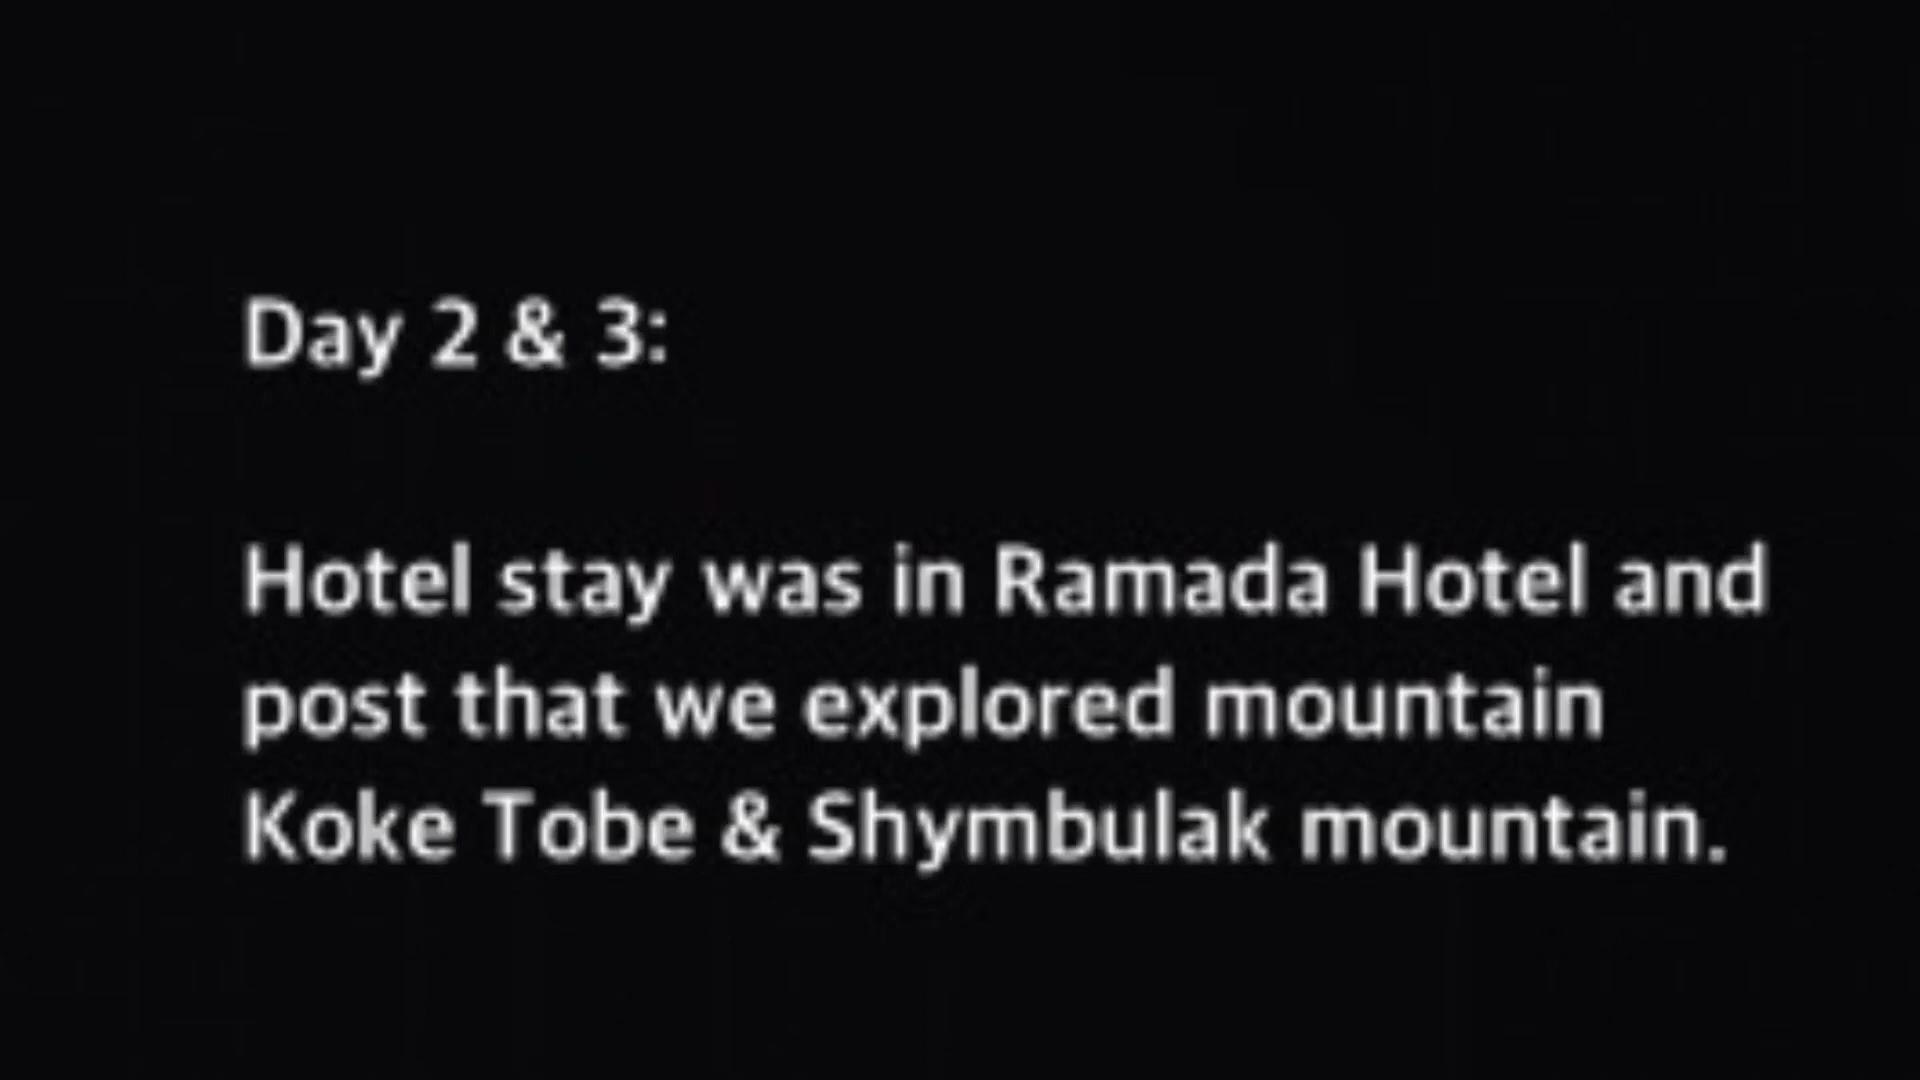 Day 2 & 3:
Hotel stay was in Ramada Hotel and
post that we explored mountain
Koke Tobe & Shymbulak mountain.